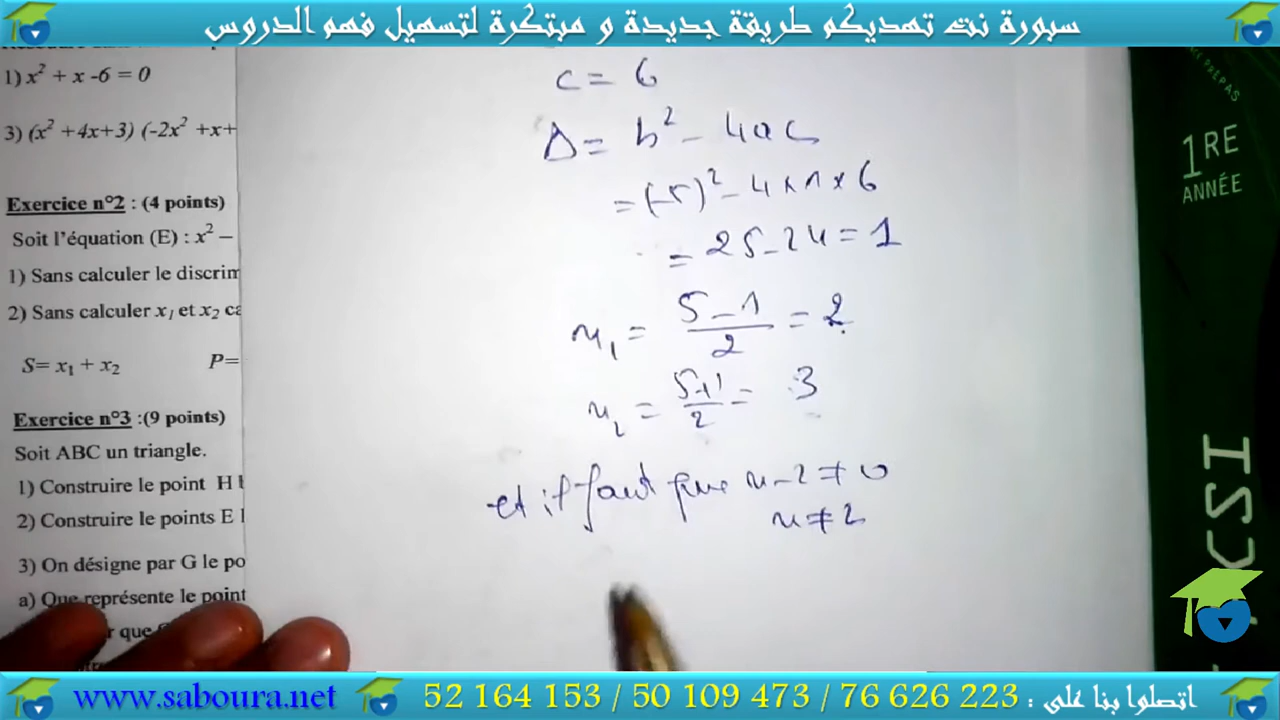 سبورة نت تهديكم طريقة جديدة و مبتكرة لتسهيل فهم الدروس
1) x² + x -6 = 0
3) (x² +4x+3) (-2x² +x+
Exercice n°2 : (4 points)
Soit l'équation (E) : x² –
1) Sans calculer le discrim
2) Sans calculer x₁ et x₂ ca
S= x₁ + x₂ P=
Exercice n°3 :(9 points)
Soit ABC un triangle.
1) Construire le point H
2) Construire le points E
3) On désigne par G le po
a) Que représente le point
que
c = 6
Δ = b² - 4ac
= (-5)² - 4 x 1 x 6
= 25 - 24 = 1
x₁ = 5 - 1 / 2 = 2
x₂ = 5+1 / 2 = 3
et il faut que x - 2 ≠ 0
x ≠ 2
PRÉPAS
1RE
ANNÉE
CSI
www.saboura.net 52 164 153 / 50 109 473 / 76 626 223 : اتصلوا بنا على